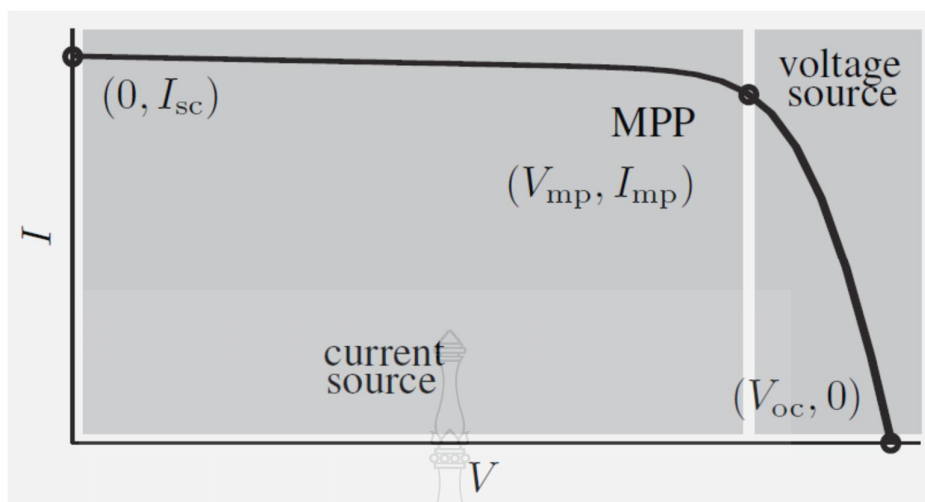 voltage
source
(0, I_sc)
MPP
(V_mp, I_mp)
I
current
source
(V_oc, 0)
V